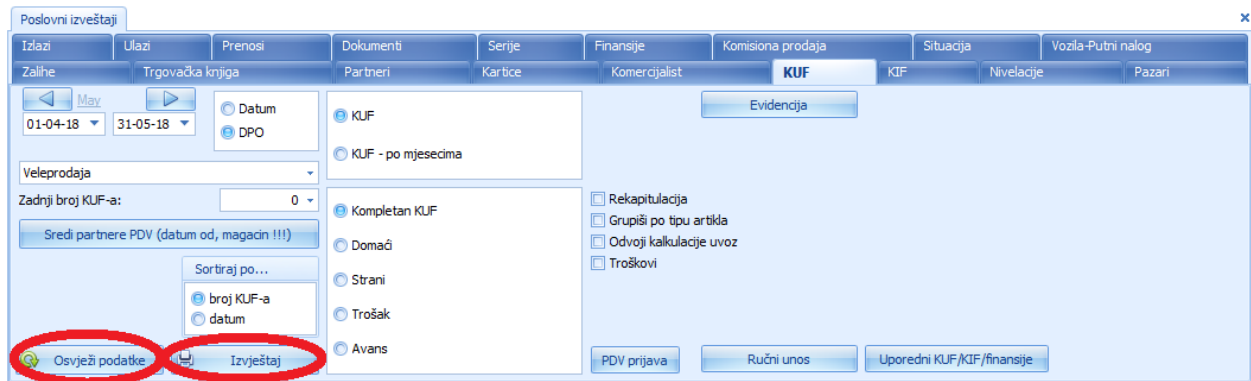 Poslovni izveštaji
Izlazi Ulazi Prenosi Dokumenti Serije Finansije Komisiona prodaja Situacija Vozila-Putni nalog
Zalihe Trgovačka knjiga Partneri Kartice Komercijalist KUF KIF Nivelacije Pazari
May
01-04-18 31-05-18
Datum
DPO
Veleprodaja
Zadnji broj KUF-a: 0
Sredi partnere PDV (datum od, magacin !!!)
Sortiraj po...
broj KUF-a
datum
Osvježi podatke Izvještaj
KUF
KUF - po mjesecima
Kompletan KUF
Domaći
Strani
Trošak
Avans
Evidencija
Rekapitulacija
Grupiši po tipu artikla
Odvoji kalkulacije uvoz
Troškovi
PDV prijava Ručni unos Uporedni KUF/KIF/finansije